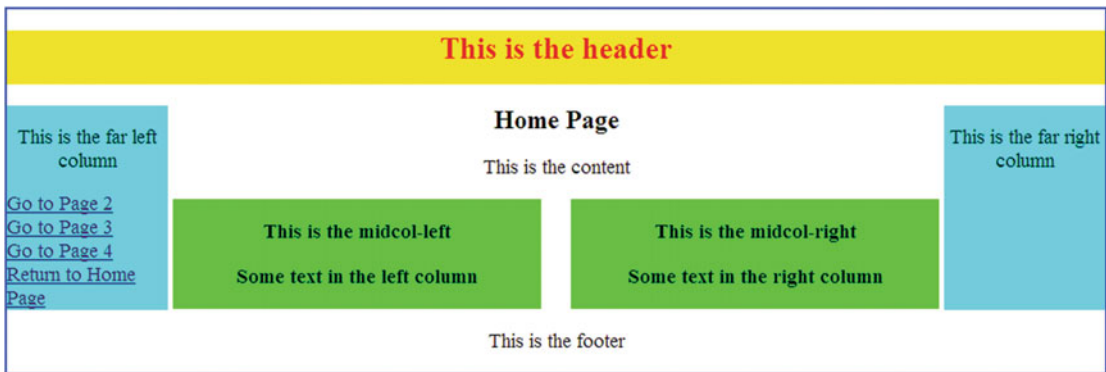 This is the header
This is the far left
column
Go to Page 2
Go to Page 3
Go to Page 4
Return to Home
Page
Home Page
This is the content
This is the midcol-left
Some text in the left column
This is the midcol-right
Some text in the right column
This is the far right
column
This is the footer